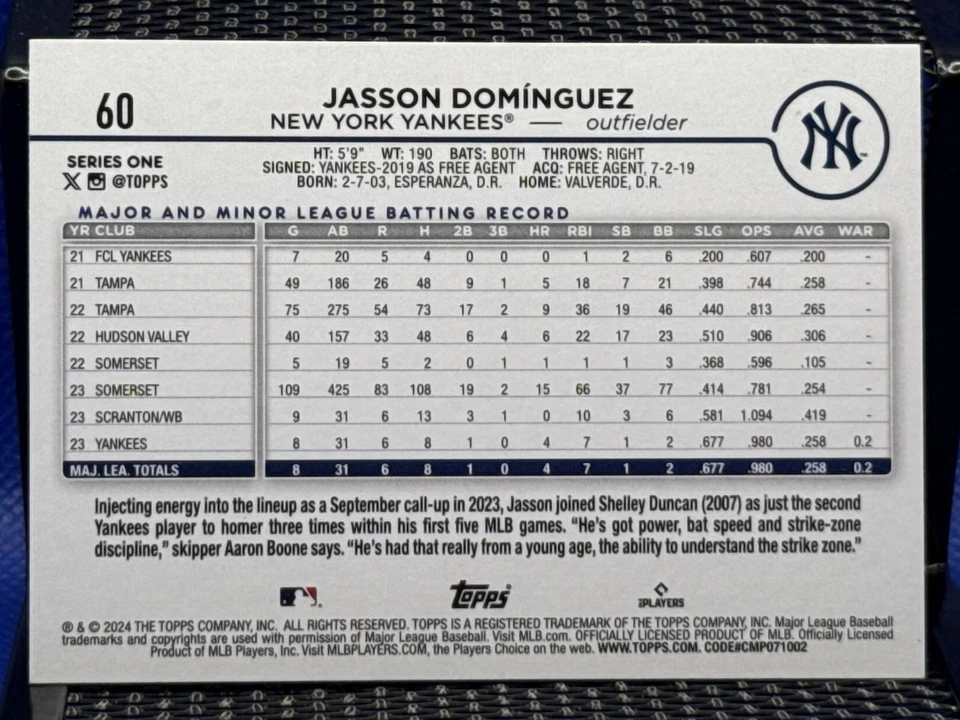 60
JASSON DOMÍNGUEZ
NEW YORK YANKEES® — outfielder
NY
SERIES ONE
X @TOPPS
HT: 5'9" WT: 190 BATS: BOTH THROWS: RIGHT
SIGNED: YANKEES-2019 AS FREE AGENT ACQ: FREE AGENT, 7-2-19
BORN: 2-7-03, ESPERANZA, D.R. HOME: VALVERDE, D.R.
MAJOR AND MINOR LEAGUE BATTING RECORD
YR CLUB G AB R H 2B 3B HR RBI SB BB SLG OPS AVG WAR
21 FCL YANKEES 7 20 5 4 0 0 0 1 2 6 .200 .607 .200 -
21 TAMPA 49 186 26 48 9 1 5 18 7 21 .398 .744 .258 -
22 TAMPA 75 275 54 73 17 2 9 36 19 46 .440 .813 .265 -
22 HUDSON VALLEY 40 157 33 48 6 4 6 22 17 23 .510 .906 .306 -
22 SOMERSET 5 19 5 2 0 1 1 1 1 3 .368 .596 .105 -
23 SOMERSET 109 425 83 108 19 2 15 66 37 77 .414 .781 .254 -
23 SCRANTON/WB 9 31 6 13 3 1 0 10 3 6 .581 1.094 .419 -
23 YANKEES 8 31 6 8 1 0 4 7 1 2 .677 .980 .258 0.2
MAJ. LEA. TOTALS 8 31 6 8 1 0 4 7 1 2 .677 .980 .258 0.2
Injecting energy into the lineup as a September call-up in 2023, Jasson joined Shelley Duncan (2007) as just the second
Yankees player to homer three times within his first five MLB games. “He's got power, bat speed and strike-zone
discipline,” skipper Aaron Boone says. “He's had that really from a young age, the ability to understand the strike zone.”
Topps
PLAYERS
® & © 2024 THE TOPPS COMPANY, INC. ALL RIGHTS RESERVED. TOPPS IS A REGISTERED TRADEMARK OF THE TOPPS COMPANY, INC. Major League Baseball
trademarks and copyrights are used with permission of Major League Baseball. Visit MLB.com. OFFICIALLY LICENSED PRODUCT OF MLB. Officially Licensed
Product of MLB Players, Inc. Visit MLBPLAYERS.COM, the Players Choice on the web. WWW.TOPPS.COM. CODE#CMP071002